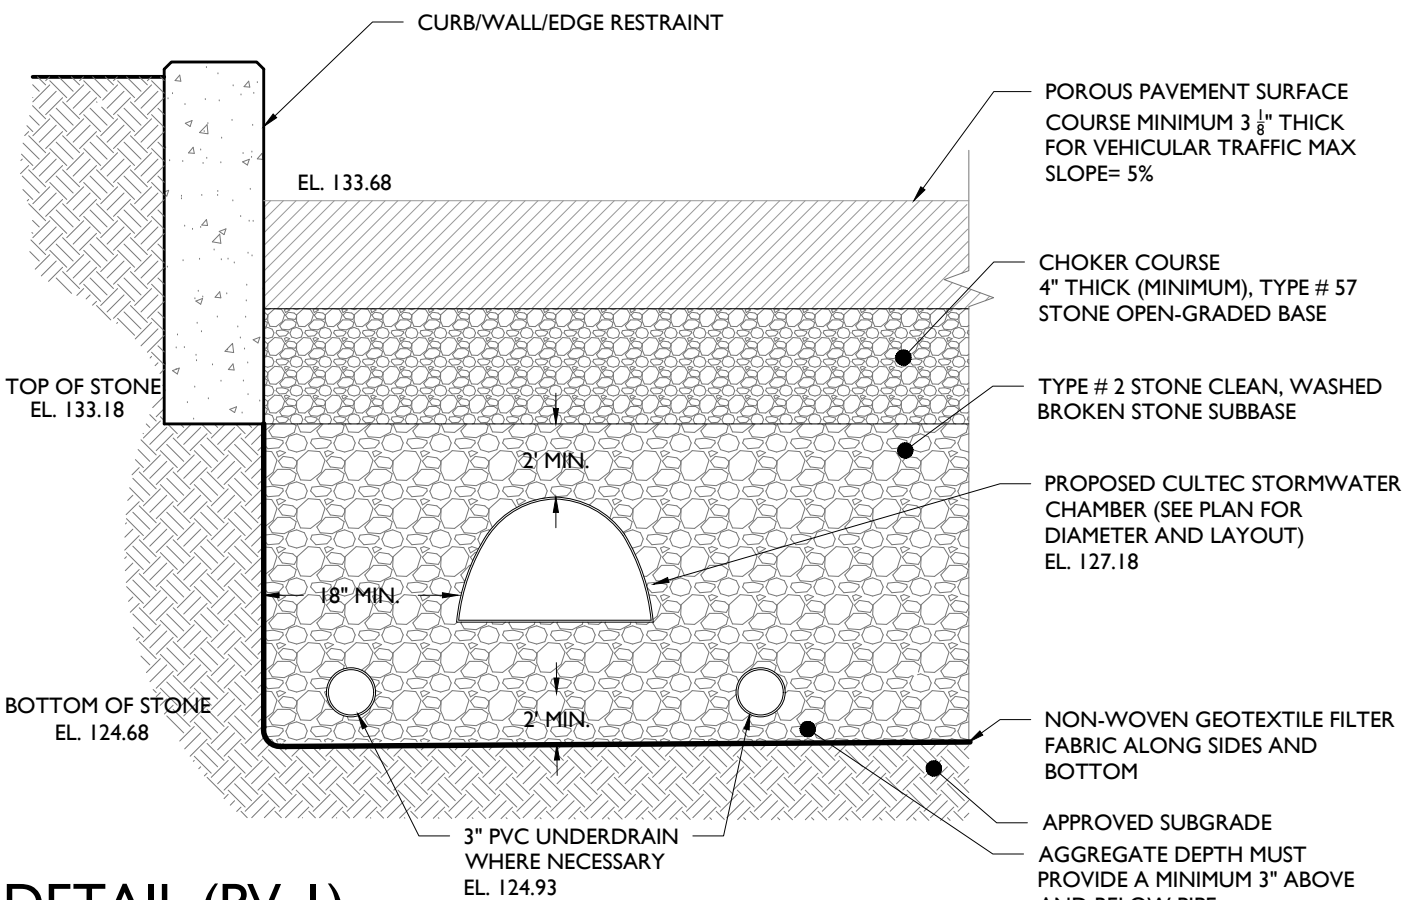 CURB/WALL/EDGE RESTRAINT
POROUS PAVEMENT SURFACE
COURSE MINIMUM 3 1/8" THICK
FOR VEHICULAR TRAFFIC MAX
SLOPE= 5%
EL. 133.68
CHOKER COURSE
4" THICK (MINIMUM), TYPE # 57
STONE OPEN-GRADED BASE
TOP OF STONE
EL. 133.18
TYPE # 2 STONE CLEAN, WASHED
BROKEN STONE SUBBASE
2' MIN.
PROPOSED CULTEC STORMWATER
CHAMBER (SEE PLAN FOR
DIAMETER AND LAYOUT)
EL. 127.18
18" MIN.
BOTTOM OF STONE
EL. 124.68
2' MIN.
NON-WOVEN GEOTEXTILE FILTER
FABRIC ALONG SIDES AND
BOTTOM
APPROVED SUBGRADE
3" PVC UNDERDRAIN
WHERE NECESSARY
EL. 124.93
AGGREGATE DEPTH MUST
PROVIDE A MINIMUM 3" ABOVE
AND BELOW PIPE
DETAIL (PV-1)